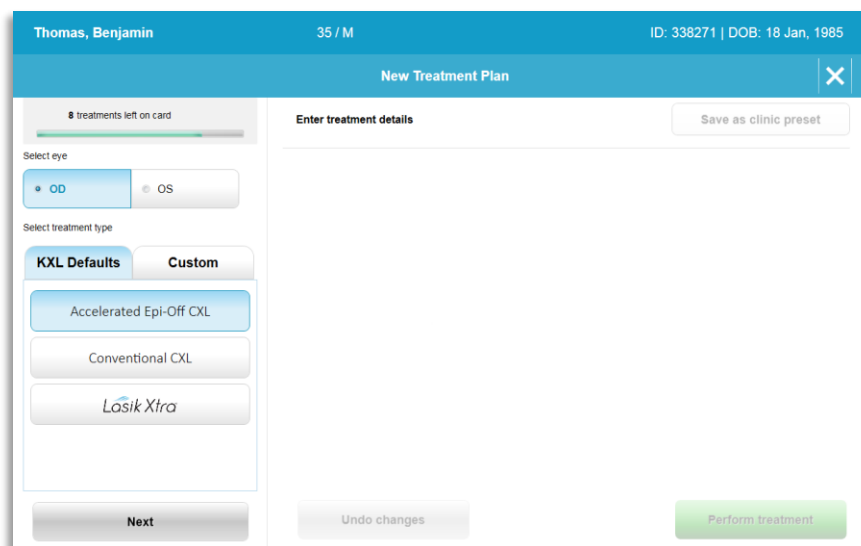 Thomas, Benjamin 35 / M ID: 338271 | DOB: 18 Jan, 1985
New Treatment Plan
8 treatments left on card
Enter treatment details
Save as clinic preset
Select eye
OD
OS
Select treatment type
KXL Defaults
Custom
Accelerated Epi-Off CXL
Conventional CXL
Lasik Xtra
Next
Undo changes
Perform treatment